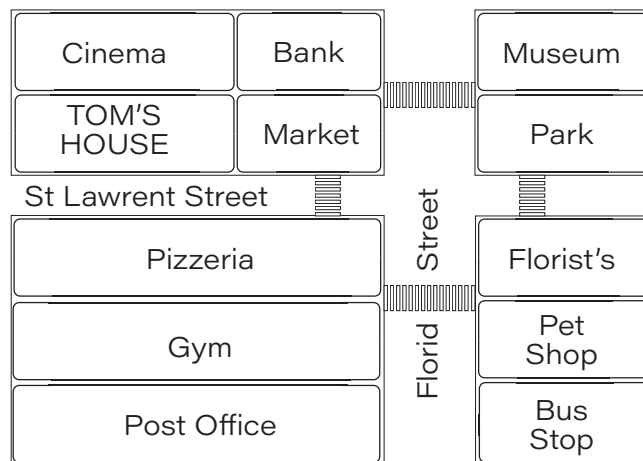 Cinema
Bank
Museum
TOM'S
HOUSE
Market
Park
St Lawrent Street
Florid Street
Pizzeria
Florist's
Gym
Pet
Shop
Post Office
Bus
Stop